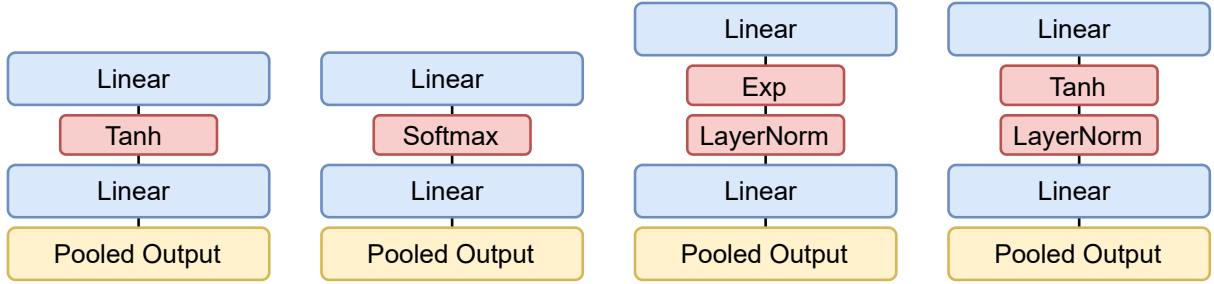 Linear
Tanh
Linear
Pooled Output
Linear
Softmax
Linear
Pooled Output
Linear
Exp
LayerNorm
Linear
Pooled Output
Linear
Tanh
LayerNorm
Linear
Pooled Output